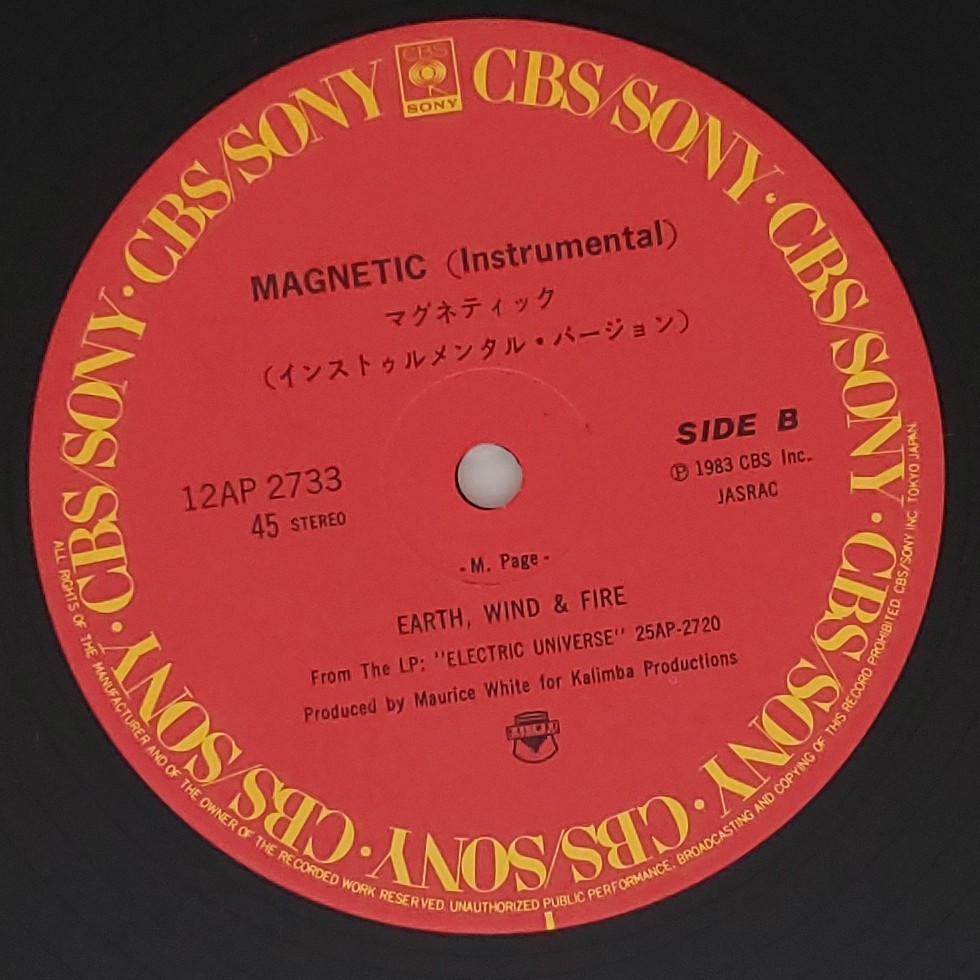 CBS
SONY
CBS/SONY · CBS/SONY · CBS/SONY · CBS/SONY · CBS/SONY · CBS/SONY · CBS/SONY · CBS/SONY
MAGNETIC (Instrumental)
マグネティック
(インストゥルメンタル・バージョン)
SIDE B
Ⓟ 1983 CBS Inc.
JASRAC
12AP 2733
45 STEREO
-M. Page-
EARTH, WIND & FIRE
From The LP: "ELECTRIC UNIVERSE" 25AP-2720
Produced by Maurice White for Kalimba Productions
ALL RIGHTS OF THE MANUFACTURER AND OF THE OWNER OF THE RECORDED WORK RESERVED. UNAUTHORIZED PUBLIC PERFORMANCE, BROADCASTING AND COPYING OF THIS RECORD PROHIBITED. CBS/SONY INC. TOKYO JAPAN.